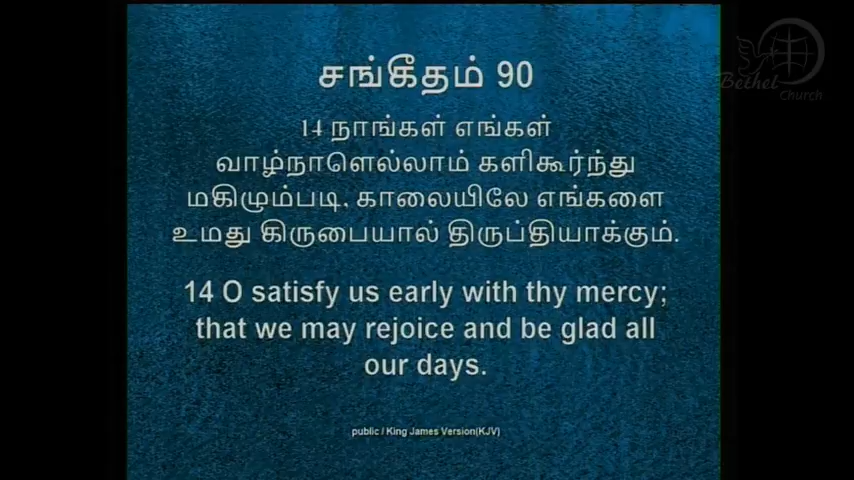 Bethel
Church
சங்கீதம் 90
14 நாங்கள் எங்கள்
வாழ்நாளெல்லாம் களிகூர்ந்து
மகிழும்படி, காலையிலே எங்களை
உமது கிருபையால் திருப்தியாக்கும்.
14 O satisfy us early with thy mercy;
that we may rejoice and be glad all
our days.
public / King James Version(KJV)